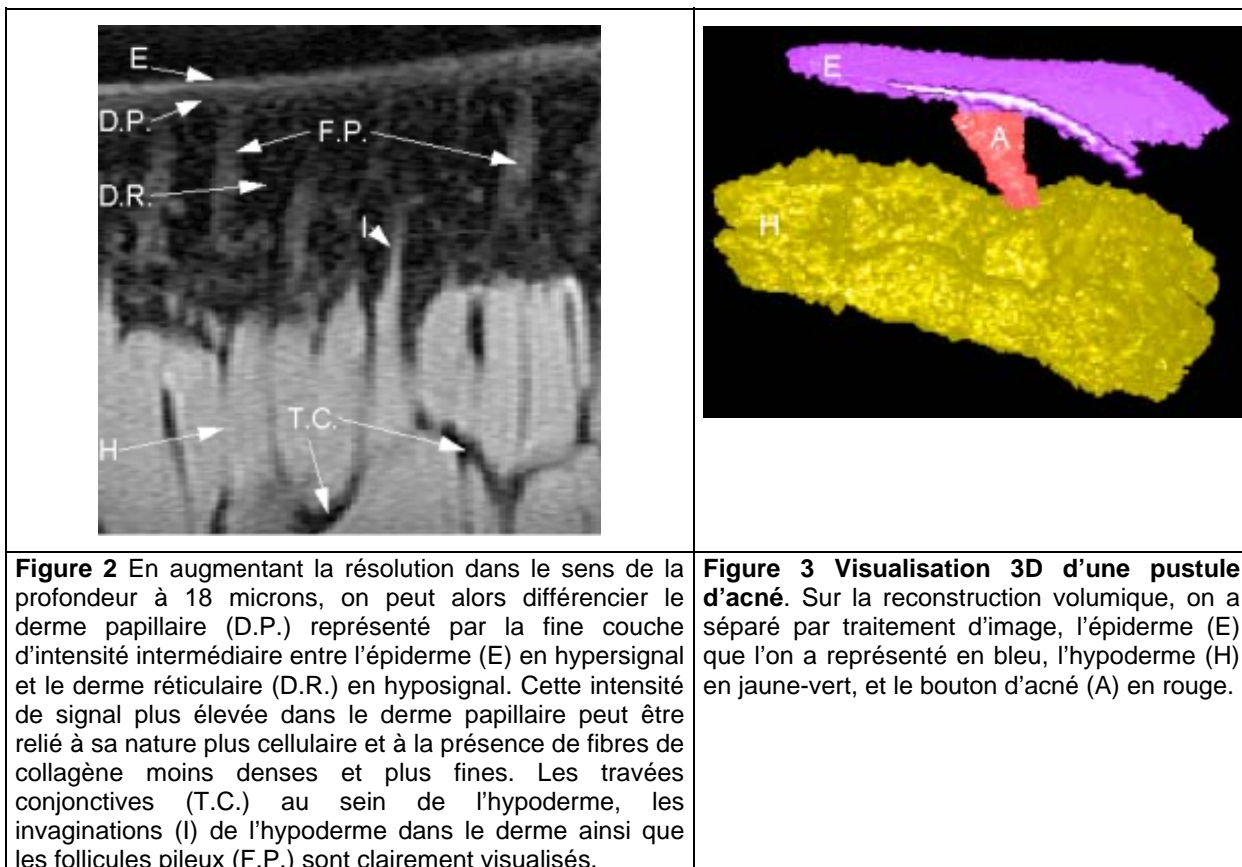 E
D.P.
F.P.
D.R.
I
T.C.
H
E
A
H
Figure 2 En augmentant la résolution dans le sens de la
profondeur à 18 microns, on peut alors différencier le
derme papillaire (D.P.) représenté par la fine couche
d'intensité intermédiaire entre l'épiderme (E) en hypersignal
et le derme réticulaire (D.R.) en hyposignal. Cette intensité
de signal plus élevée dans le derme papillaire peut être
relié à sa nature plus cellulaire et à la présence de fibres de
collagène moins denses et plus fines. Les travées
conjonctives (T.C.) au sein de l'hypoderme, les
invaginations (I) de l'hypoderme dans le derme ainsi que
les follicules pileux (F.P.) sont clairement visualisés.
Figure 3 Visualisation 3D d'une pustule
d'acné. Sur la reconstruction volumique, on a
séparé par traitement d'image, l'épiderme (E)
que l'on a représenté en bleu, l'hypoderme (H)
en jaune-vert, et le bouton d'acné (A) en rouge.